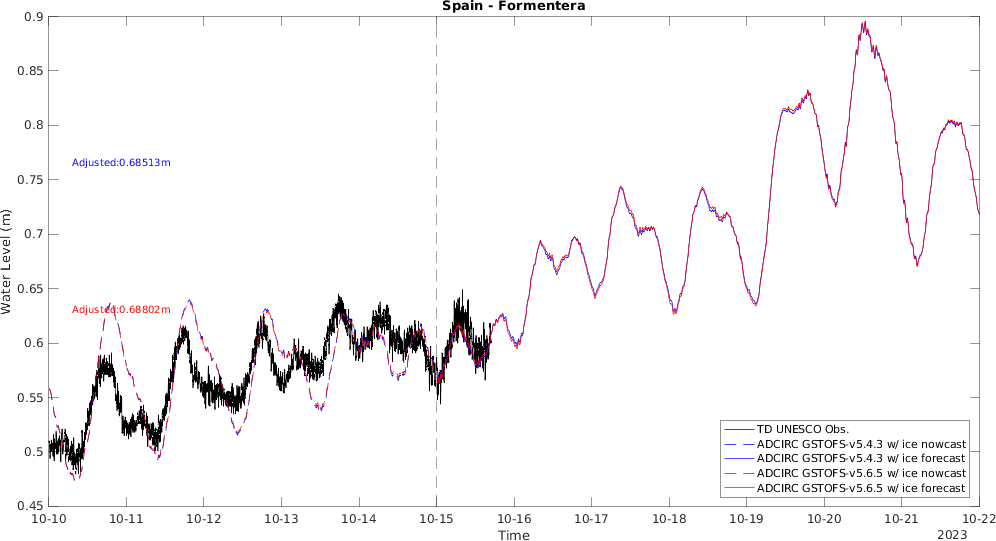 Spain - Formentera
0.9
0.85
0.8
0.75
0.7
0.65
0.6
0.55
0.5
0.45
Water Level (m)
Adjusted:0.68513m
Adjusted:0.68802m
TD UNESCO Obs.
ADCIRC GSTOFS-v5.4.3 w/ ice nowcast
ADCIRC GSTOFS-v5.4.3 w/ ice forecast
ADCIRC GSTOFS-v5.6.5 w/ ice nowcast
ADCIRC GSTOFS-v5.6.5 w/ ice forecast
10-10 10-11 10-12 10-13 10-14 10-15 10-16 10-17 10-18 10-19 10-20 10-21 10-22
Time
2023